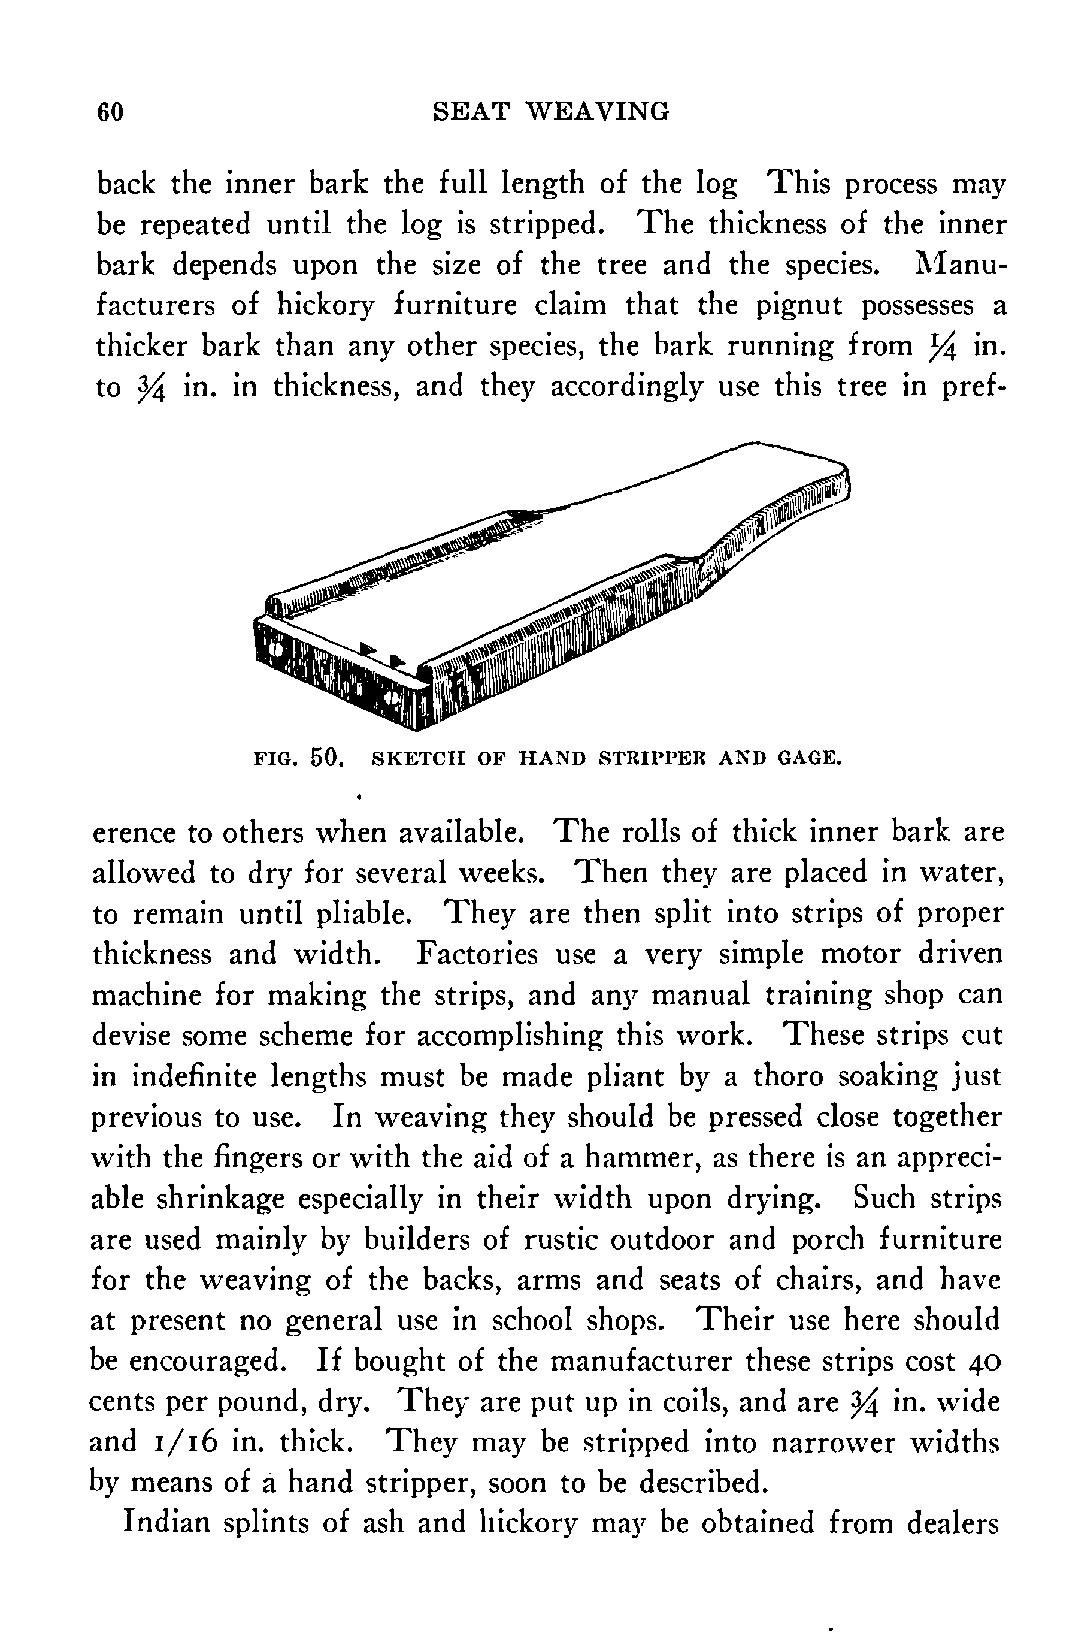 60 SEAT WEAVING
back the inner bark the full length of the log This process may
be repeated until the log is stripped. The thickness of the inner
bark depends upon the size of the tree and the species. Manu-
facturers of hickory furniture claim that the pignut possesses a
thicker bark than any other species, the bark running from ¼ in.
to ¾ in. in thickness, and they accordingly use this tree in pref-
FIG. 50. SKETCH OF HAND STRIPPER AND GAGE.
erence to others when available. The rolls of thick inner bark are
allowed to dry for several weeks. Then they are placed in water,
to remain until pliable. They are then split into strips of proper
thickness and width. Factories use a very simple motor driven
machine for making the strips, and any manual training shop can
devise some scheme for accomplishing this work. These strips cut
in indefinite lengths must be made pliant by a thoro soaking just
previous to use. In weaving they should be pressed close together
with the fingers or with the aid of a hammer, as there is an appreci-
able shrinkage especially in their width upon drying. Such strips
are used mainly by builders of rustic outdoor and porch furniture
for the weaving of the backs, arms and seats of chairs, and have
at present no general use in school shops. Their use here should
be encouraged. If bought of the manufacturer these strips cost 40
cents per pound, dry. They are put up in coils, and are ¾ in. wide
and 1/16 in. thick. They may be stripped into narrower widths
by means of a hand stripper, soon to be described.
Indian splints of ash and hickory may be obtained from dealers